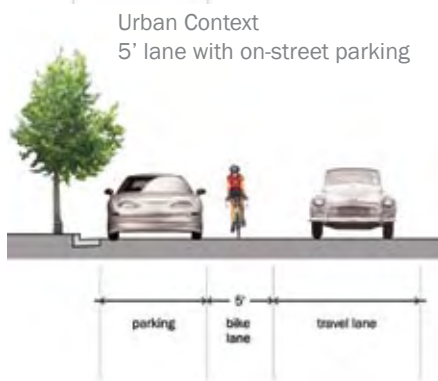 Urban Context
5’ lane with on-street parking
5’
parking
bike
lane
travel lane